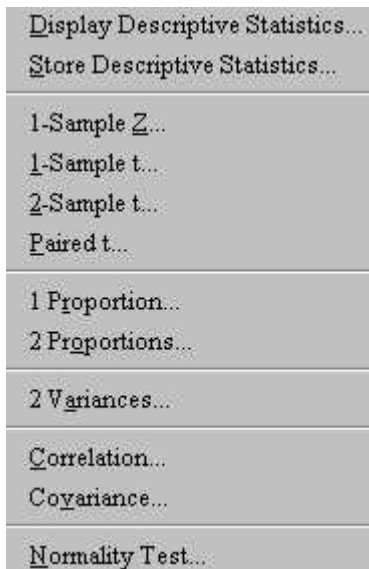 Display Descriptive Statistics...
Store Descriptive Statistics...
1-Sample Z...
1-Sample t...
2-Sample t...
Paired t...
1 Proportion...
2 Proportions...
2 Variances...
Correlation...
Covariance...
Normality Test...